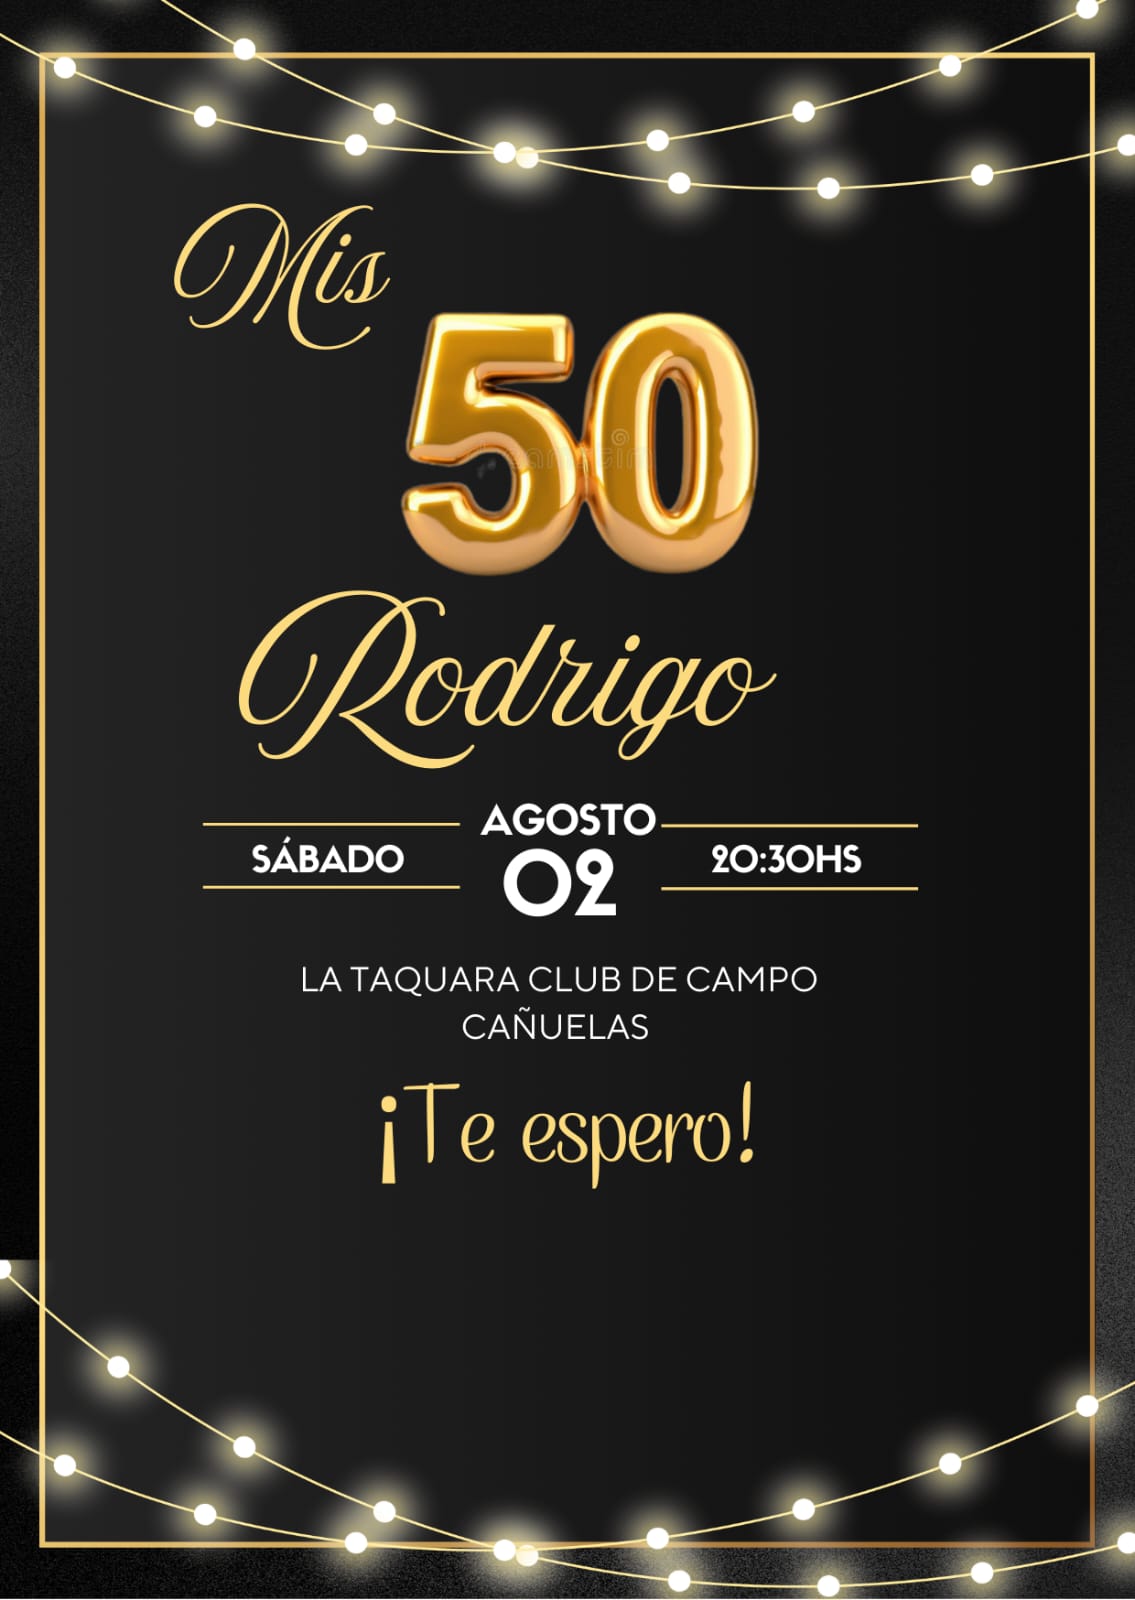 Mis
50
Rodrigo
AGOSTO
SÁBADO
02
20:30HS
LA TAQUARA CLUB DE CAMPO
CAÑUELAS
¡Te espero!